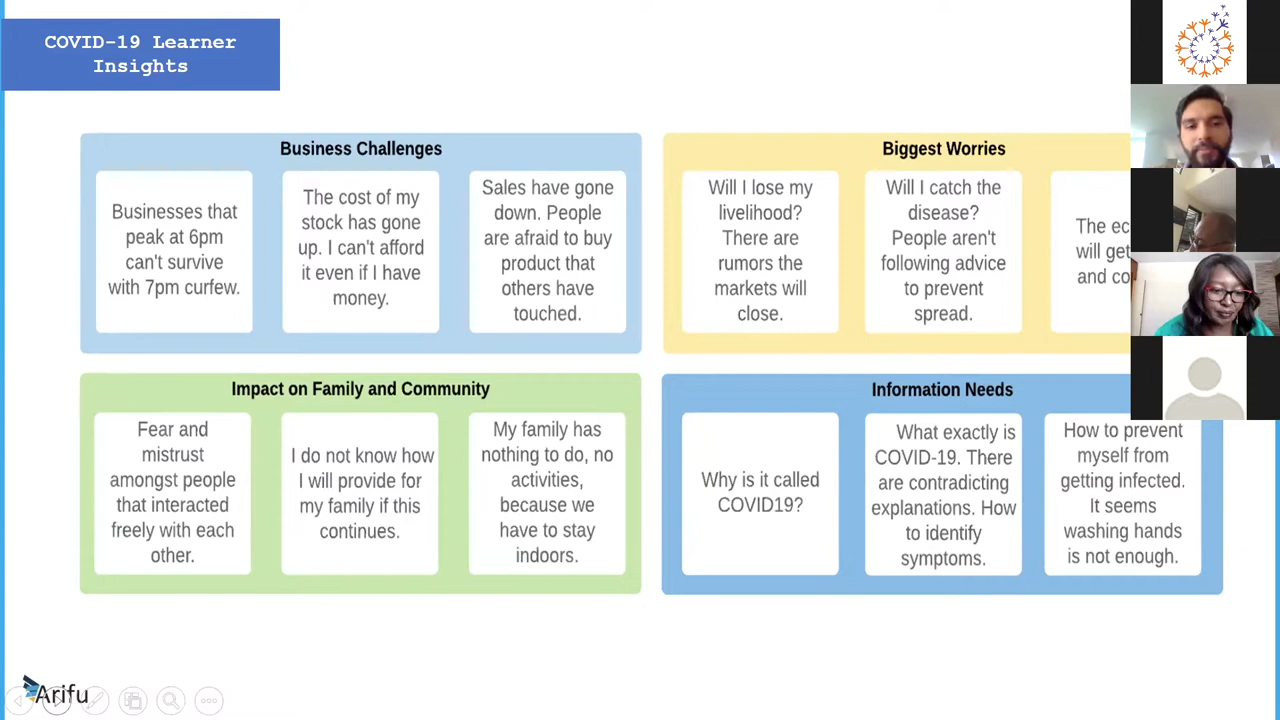 COVID-19 Learner
Insights
Business Challenges
Businesses that
peak at 6pm
can't survive
with 7pm curfew.
The cost of my
stock has gone
up. I can't afford
it even if I have
money.
Sales have gone
down. People
are afraid to buy
product that
others have
touched.
Biggest Worries
Will I lose my
livelihood?
There are
rumors the
markets will
close.
Will I catch the
disease?
People aren't
following advice
to prevent
spread.
The ec
will get
and co
Impact on Family and Community
Fear and
mistrust
amongst people
that interacted
freely with each
other.
I do not know how
I will provide for
my family if this
continues.
My family has
nothing to do, no
activities,
because we
have to stay
indoors.
Information Needs
Why is it called
COVID19?
What exactly is
COVID-19. There
are contradicting
explanations. How
to identify
symptoms.
How to prevent
myself from
getting infected.
It seems
washing hands
is not enough.
Arifu